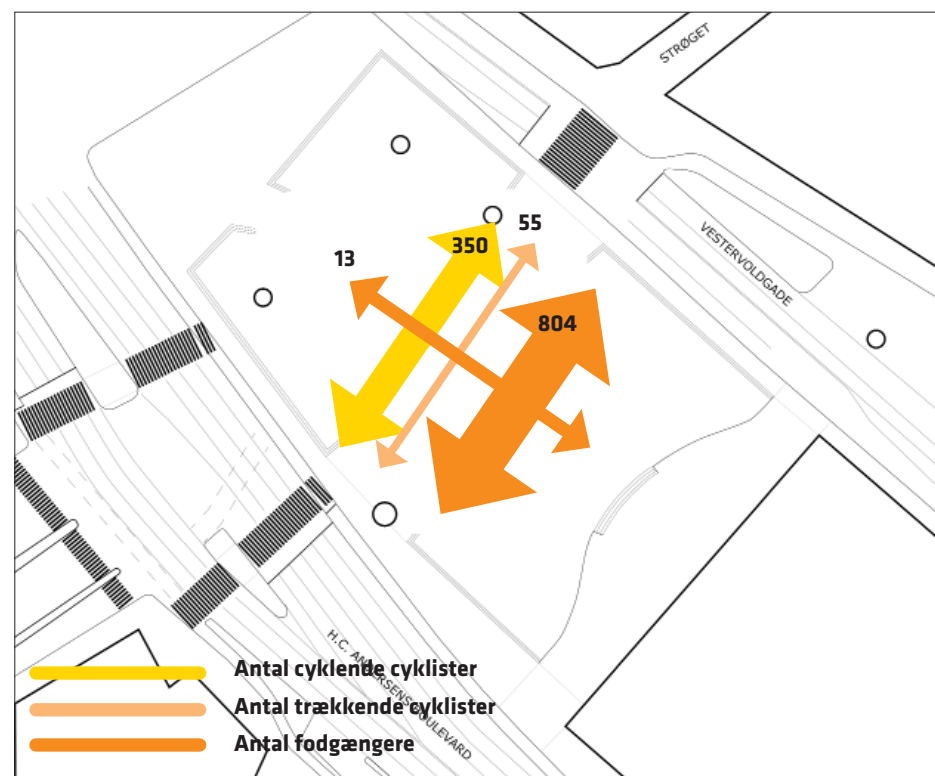 STRØGET
VESTERVOLDGADE
55
350
13
804
H.C. ANDERSENS BOULEVARD
Antal cyklende cyklister
Antal trækkende cyklister
Antal fodgængere